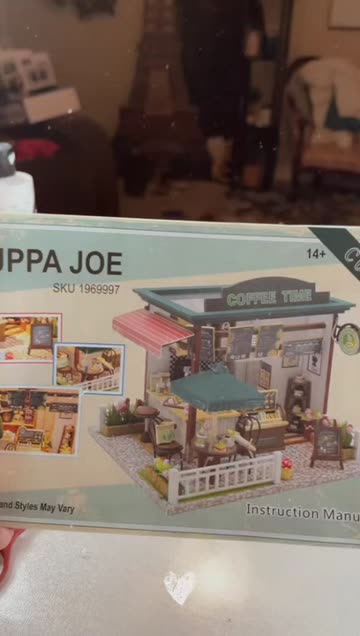 UPPA JOE
SKU 1969997
14+
COFFEE TIME
and Styles May Vary
Instruction Manu